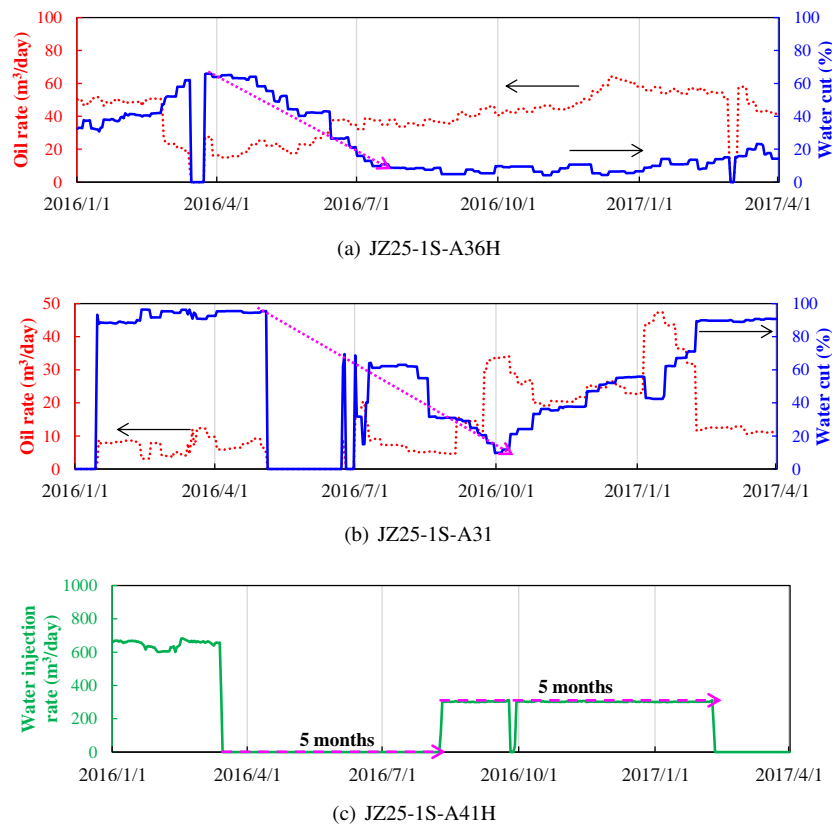 100
80
60
40
20
0
Oil rate (m³/day)
100
80
60
40
20
0
Water cut (%)
2016/1/1 2016/4/1 2016/7/1 2016/10/1 2017/1/1 2017/4/1
(a) JZ25-1S-A36H
50
40
30
20
10
0
Oil rate (m³/day)
100
80
60
40
20
0
Water cut (%)
2016/1/1 2016/4/1 2016/7/1 2016/10/1 2017/1/1 2017/4/1
(b) JZ25-1S-A31
1000
800
600
400
200
0
Water injection
rate (m³/day)
5 months
5 months
2016/1/1 2016/4/1 2016/7/1 2016/10/1 2017/1/1 2017/4/1
(c) JZ25-1S-A41H